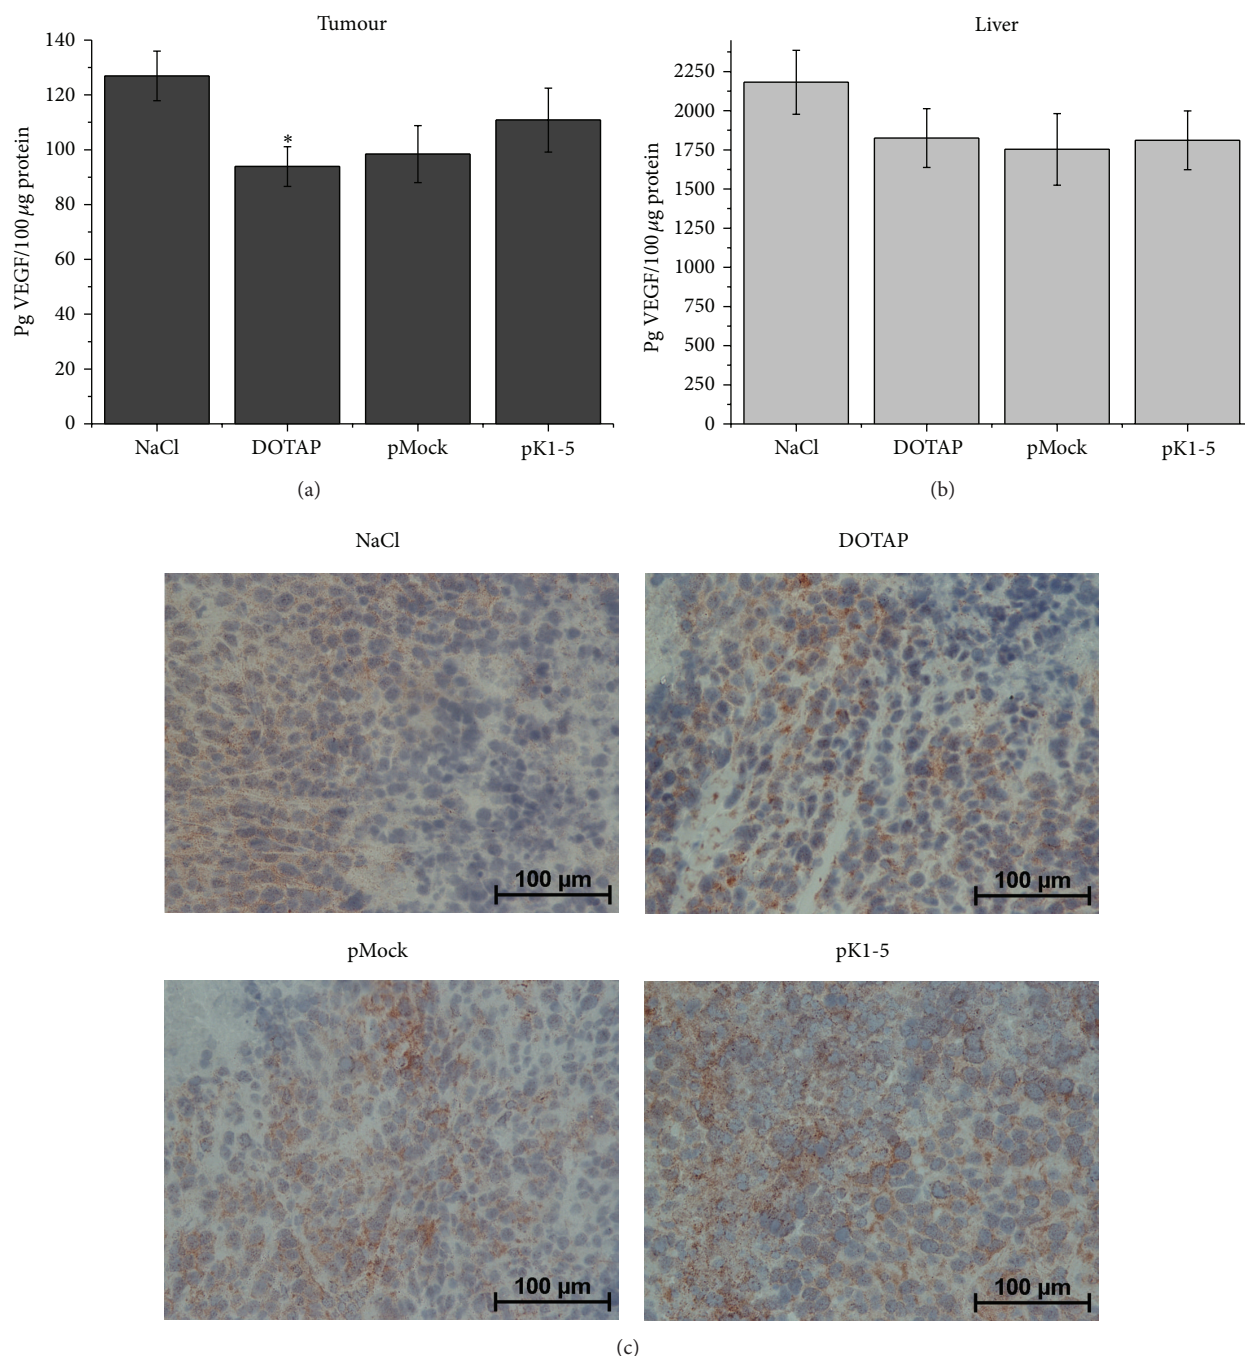 Tumour
140
120
100
80
60
40
20
0
Pg VEGF/100 μg protein
*
NaCl DOTAP pMock pK1-5
(a)
Liver
2250
2000
1750
1500
1250
1000
750
500
250
0
Pg VEGF/100 μg protein
NaCl DOTAP pMock pK1-5
(b)
NaCl DOTAP
100 μm 100 μm
pMock pK1-5
100 μm 100 μm
(c)